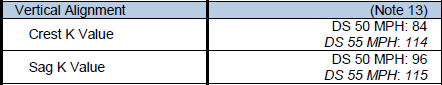 Vertical Alignment (Note 13)
Crest K Value DS 50 MPH: 84
DS 55 MPH: 114
Sag K Value DS 50 MPH: 96
DS 55 MPH: 115